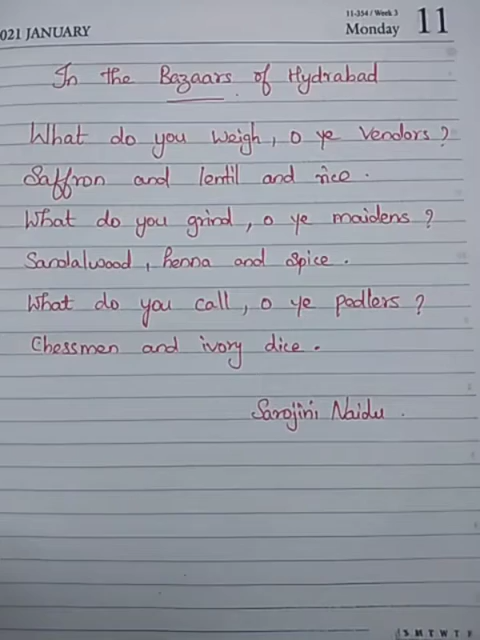 021 JANUARY
11-354 / Week 3
Monday 11
In the Bazaars of Hydrabad
What do you weigh, o ye Vendors?
Saffron and lentil and rice.
What do you grind, o ye maidens?
Sandalwood, henna and spice.
What do you call, o ye pedlers?
Chessmen and ivory dice.
Sarojini Naidu.
S M T W T F